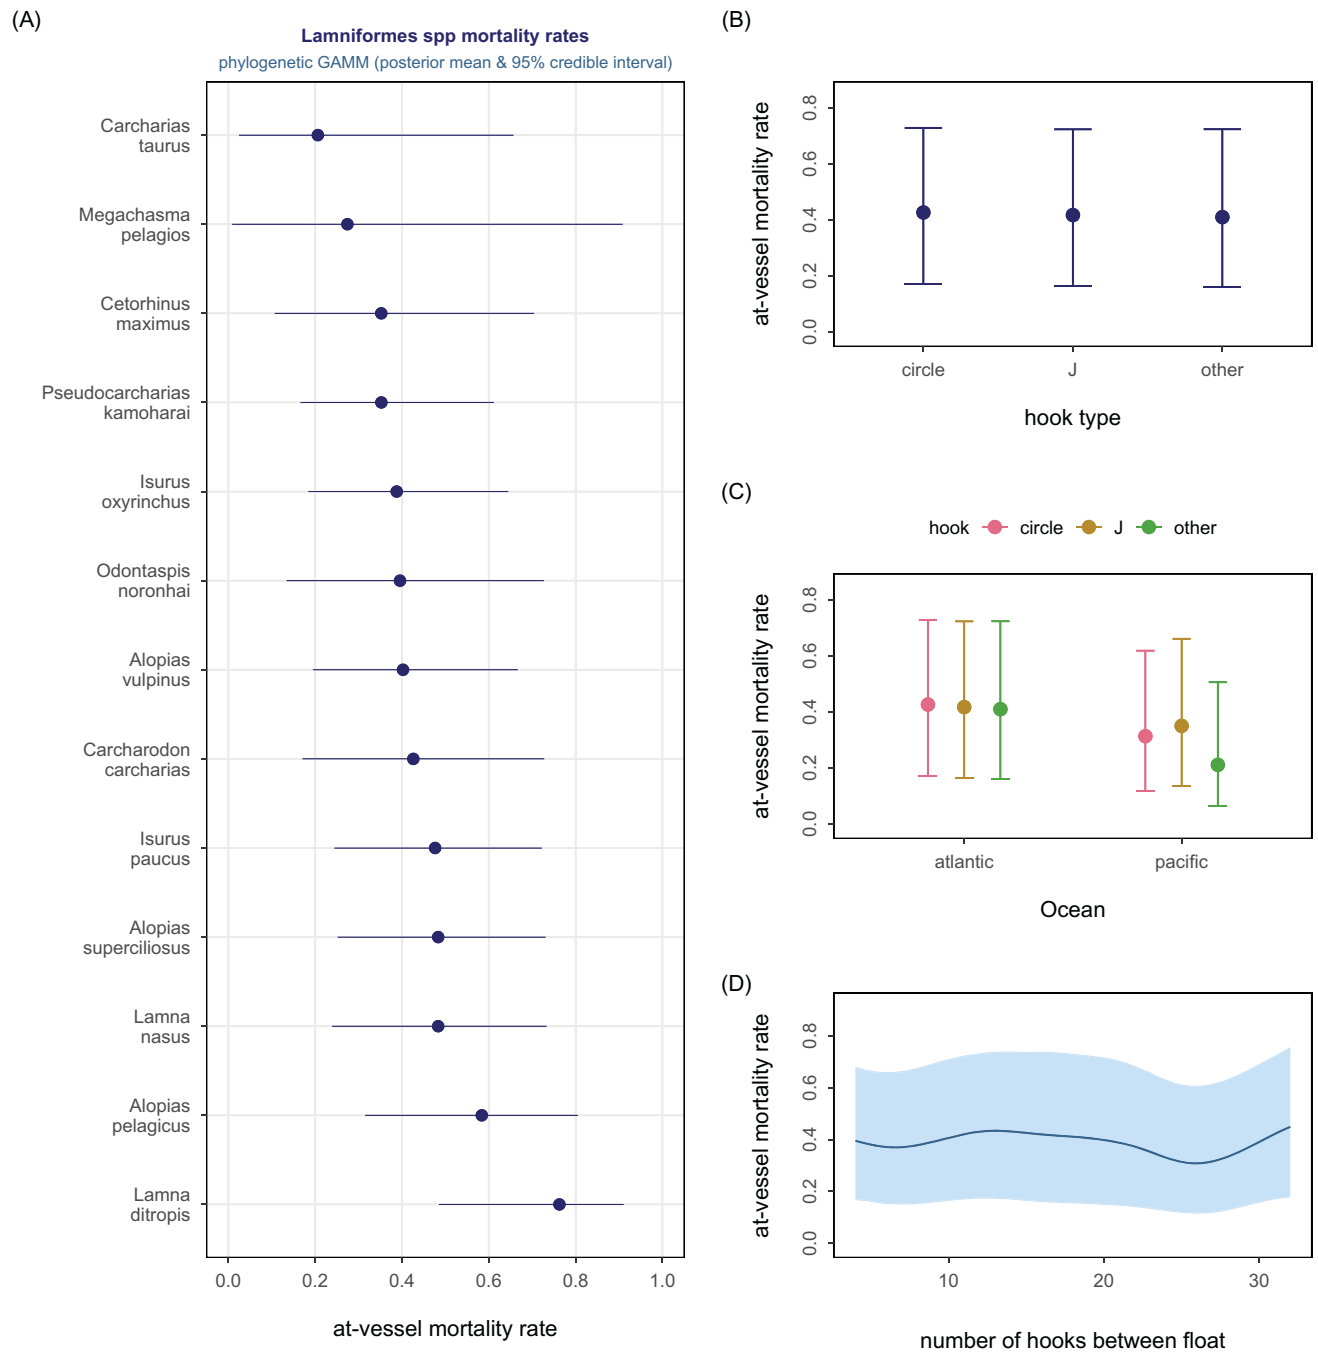 (A)
Lamniformes spp mortality rates
phylogenetic GAMM (posterior mean & 95% credible interval)
Carcharias
taurus
Megachasma
pelagios
Cetorhinus
maximus
Pseudocarcharias
kamoharai
Isurus
oxyrinchus
Odontaspis
noronhai
Alopias
vulpinus
Carcharodon
carcharias
Isurus
paucus
Alopias
superciliosus
Lamna
nasus
Alopias
pelagicus
Lamna
ditropis
0.0 0.2 0.4 0.6 0.8 1.0
at-vessel mortality rate
(B)
at-vessel mortality rate
0.8
0.6
0.4
0.2
0.0
circle J other
hook type
(C)
hook circle J other
at-vessel mortality rate
0.8
0.6
0.4
0.2
0.0
atlantic pacific
Ocean
(D)
at-vessel mortality rate
0.8
0.6
0.4
0.2
0.0
10 20 30
number of hooks between float